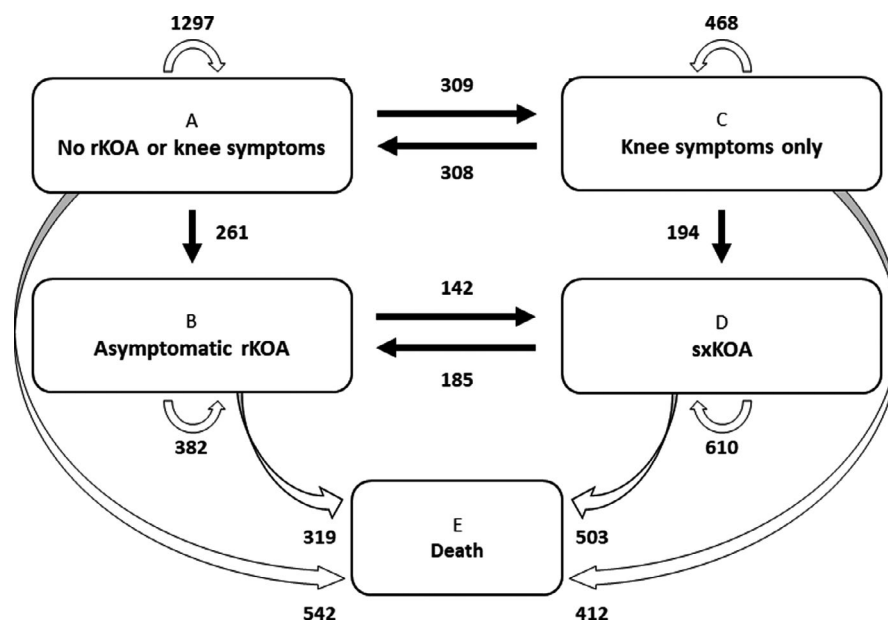 1297
468
A
No rKOA or knee symptoms
309
308
C
Knee symptoms only
261
194
B
Asymptomatic rKOA
142
185
D
sxKOA
382
610
E
Death
319
503
542
412